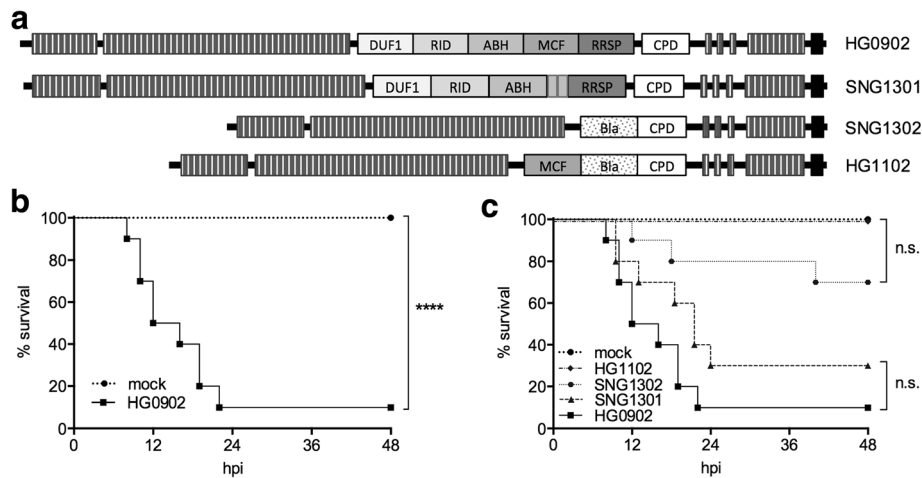 a
DUF1 RID ABH MCF RRSP CPD HG0902
DUF1 RID ABH RRSP CPD SNG1301
Bla CPD SNG1302
MCF Bla CPD HG1102
b
% survival
100
80
60
40
20
0
mock
HG0902
****
0 12 24 36 48
hpi
c
% survival
100
80
60
40
20
0
mock
HG1102
SNG1302
SNG1301
HG0902
n.s.
n.s.
0 12 24 36 48
hpi